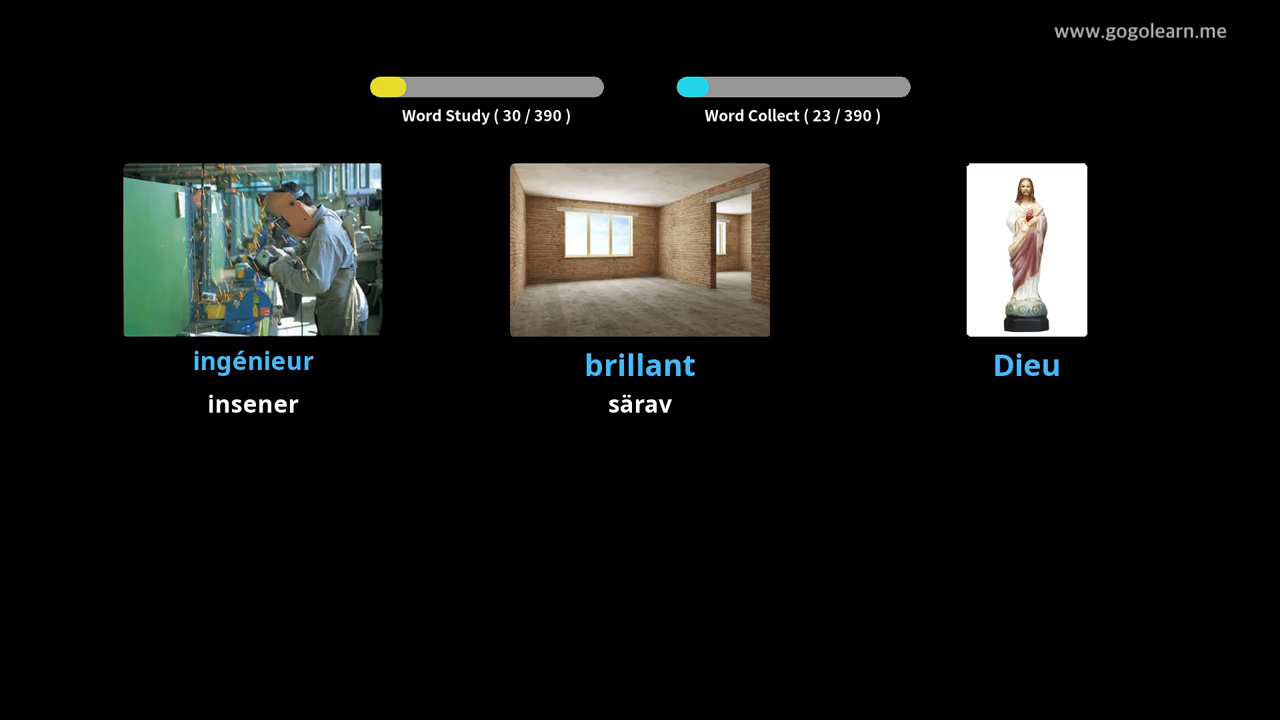 www.gogolearn.me
Word Study ( 30 / 390 )
Word Collect ( 23 / 390 )
ingénieur
insener
brillant
särav
Dieu